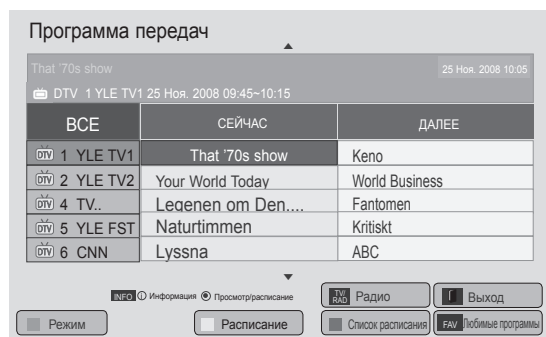 Программа передач
That '70s show 25 Ноя. 2008 10:05
DTV 1 YLE TV1 25 Ноя. 2008 09:45~10:15
ВСЕ СЕЙЧАС ДАЛЕЕ
DTV 1 YLE TV1 That '70s show Keno
DTV 2 YLE TV2 Your World Today World Business
DTV 4 TV.. Legenen om Den.... Fantomen
DTV 5 YLE FST Naturtimmen Kritiskt
DTV 6 CNN Lyssna ABC
INFO i Информация Просмотр/расписание TV/RAD Радио Выход
Режим Расписание Список расписания FAV Любимые программы